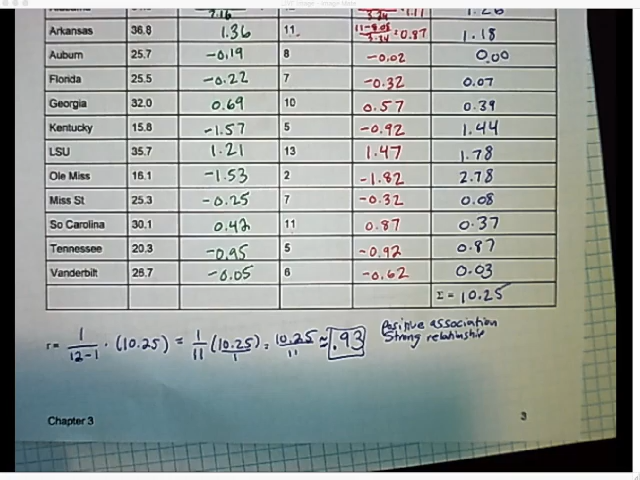 7.16 3.24 1.11 1.26
Arkansas 36.8 1.36 11 = 0.87 1.18
Auburn 25.7 -0.19 8 -0.02 0.00
Florida 25.5 -0.22 7 -0.32 0.07
Georgia 32.0 0.69 10 0.57 0.39
Kentucky 15.8 -1.57 5 -0.92 1.44
LSU 35.7 1.21 13 1.47 1.78
Ole Miss 16.1 -1.53 2 -1.82 2.78
Miss St 25.3 -0.25 7 -0.32 0.08
So Carolina 30.1 0.42 11 0.87 0.37
Tennessee 20.3 -0.95 5 -0.92 0.87
Vanderbilt 26.7 -0.05 6 -0.62 0.03
Σ = 10.25
r = 1/12-1 · (10.25) = 1/11 (10.25)/1 = 10.25/11 ≈ .93 Positive association
Strong relationship
Chapter 3 3